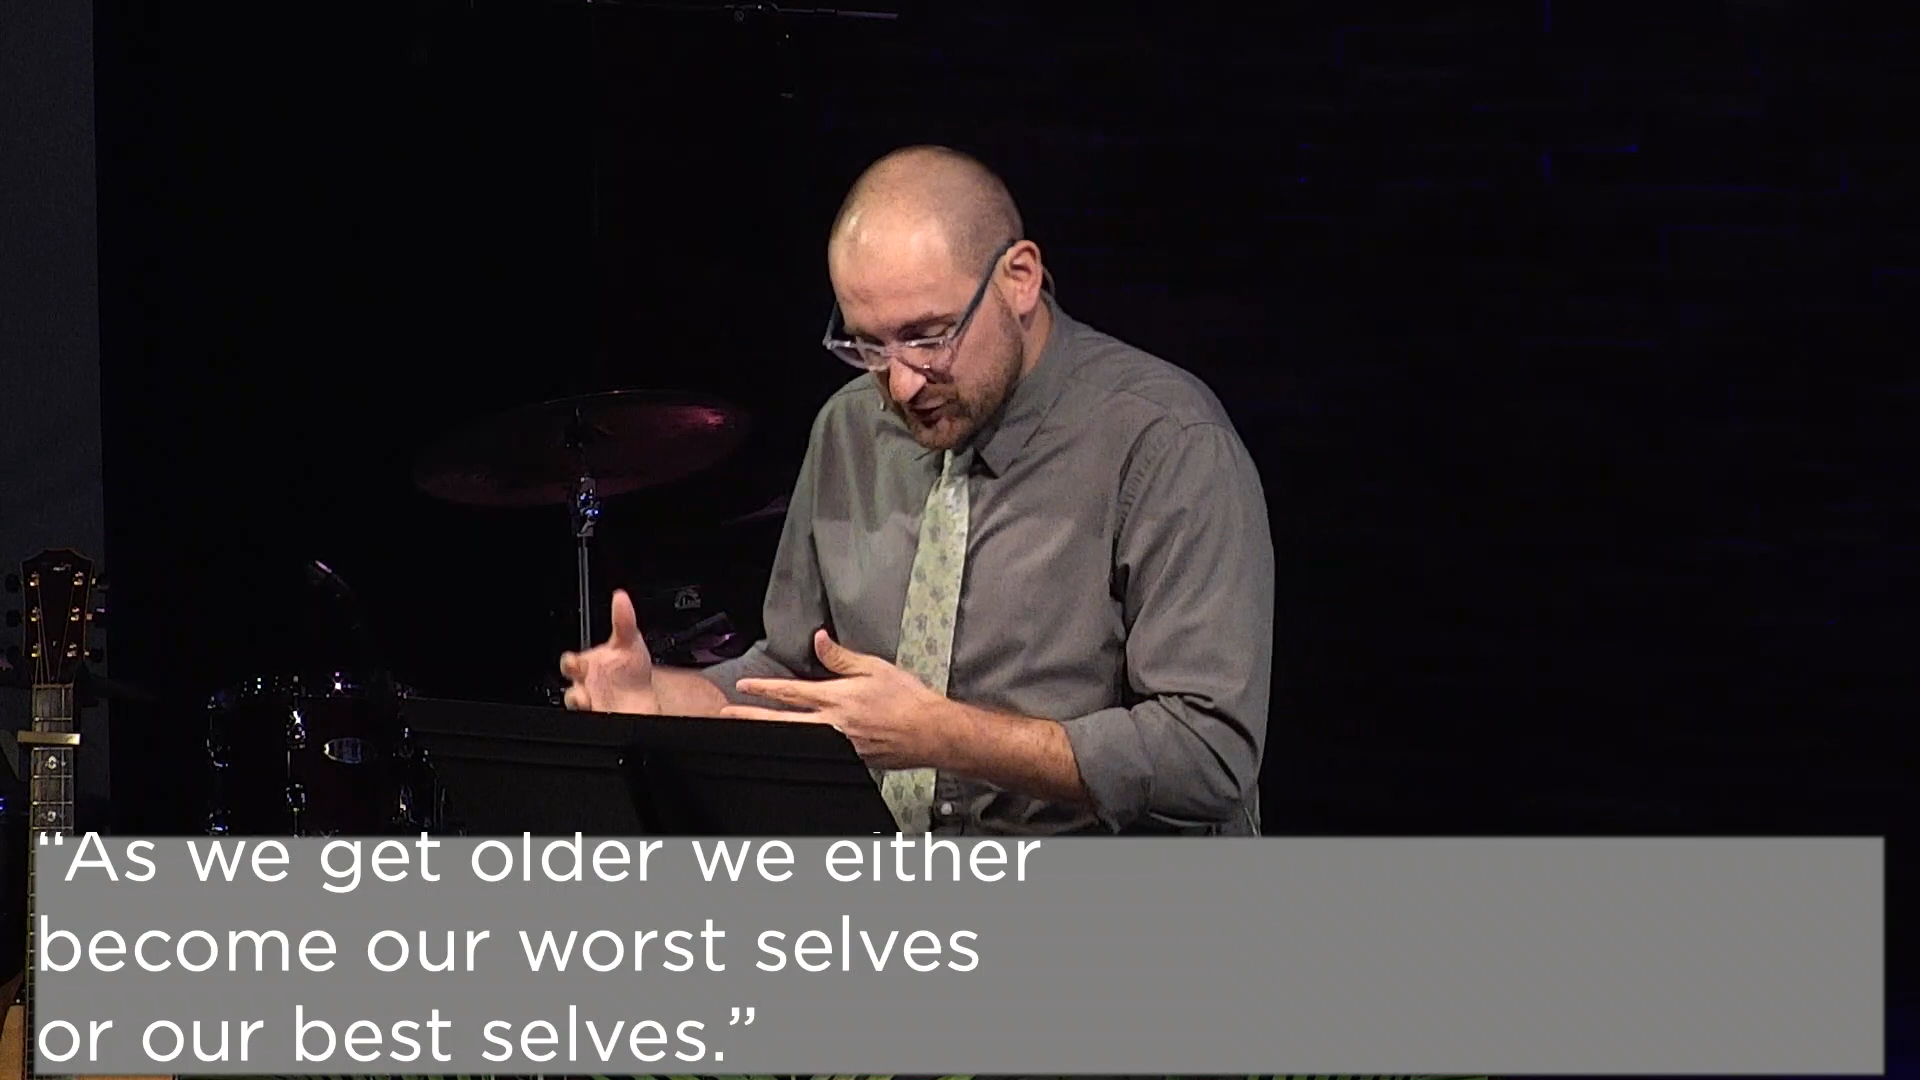 “As we get older we either
become our worst selves
or our best selves.”